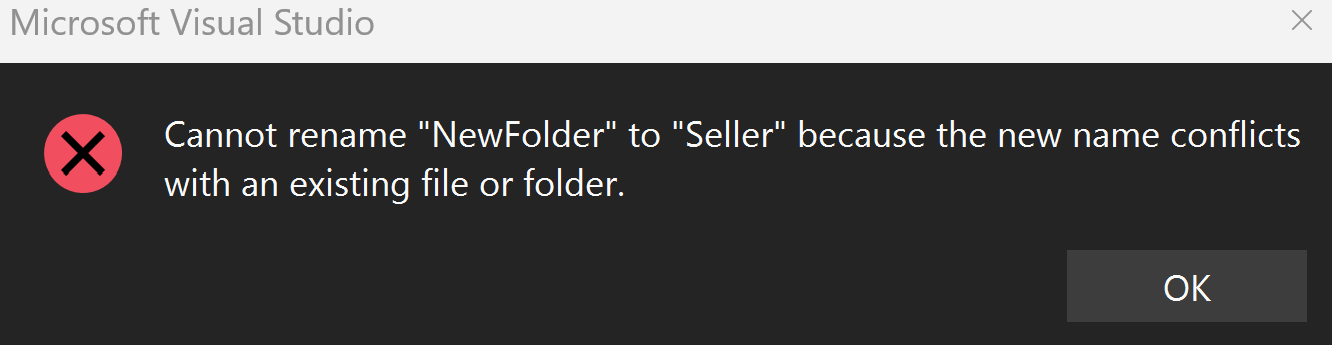 Microsoft Visual Studio
Cannot rename "NewFolder" to "Seller" because the new name conflicts
with an existing file or folder.
OK